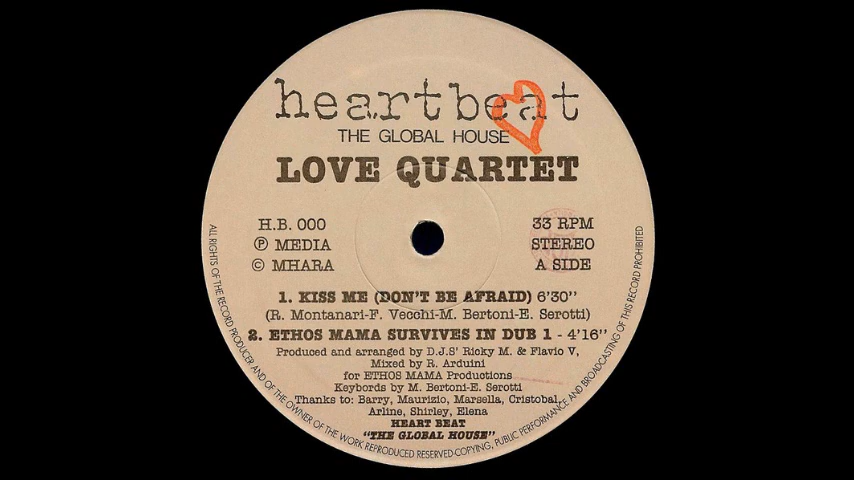 heartbeat
THE GLOBAL HOUSE
LOVE QUARTET
H.B. 000
℗ MEDIA
© MHARA
33 RPM
STEREO
A SIDE
1. KISS ME (DON'T BE AFRAID) 6'30"
(R. Montanari-F. Vecchi-M. Bertoni-E. Serotti)
2. ETHOS MAMA SURVIVES IN DUB 1 - 4'16"
Produced and arranged by D.J.S' Ricky M. & Flavio V,
Mixed by R. Arduini
for ETHOS MAMA Productions
Keybords by M. Bertoni-E. Serotti
Thanks to: Barry, Maurizio, Marsella, Cristobal,
Arline, Shirley, Elena
HEART BEAT
"THE GLOBAL HOUSE"
ALL RIGHTS OF THE RECORD PRODUCER AND OF THE OWNER OF THE WORK REPRODUCED RESERVED-COPYING, PUBLIC PERFORMANCE AND BROADCASTING OF THIS RECORD PROHIBITED